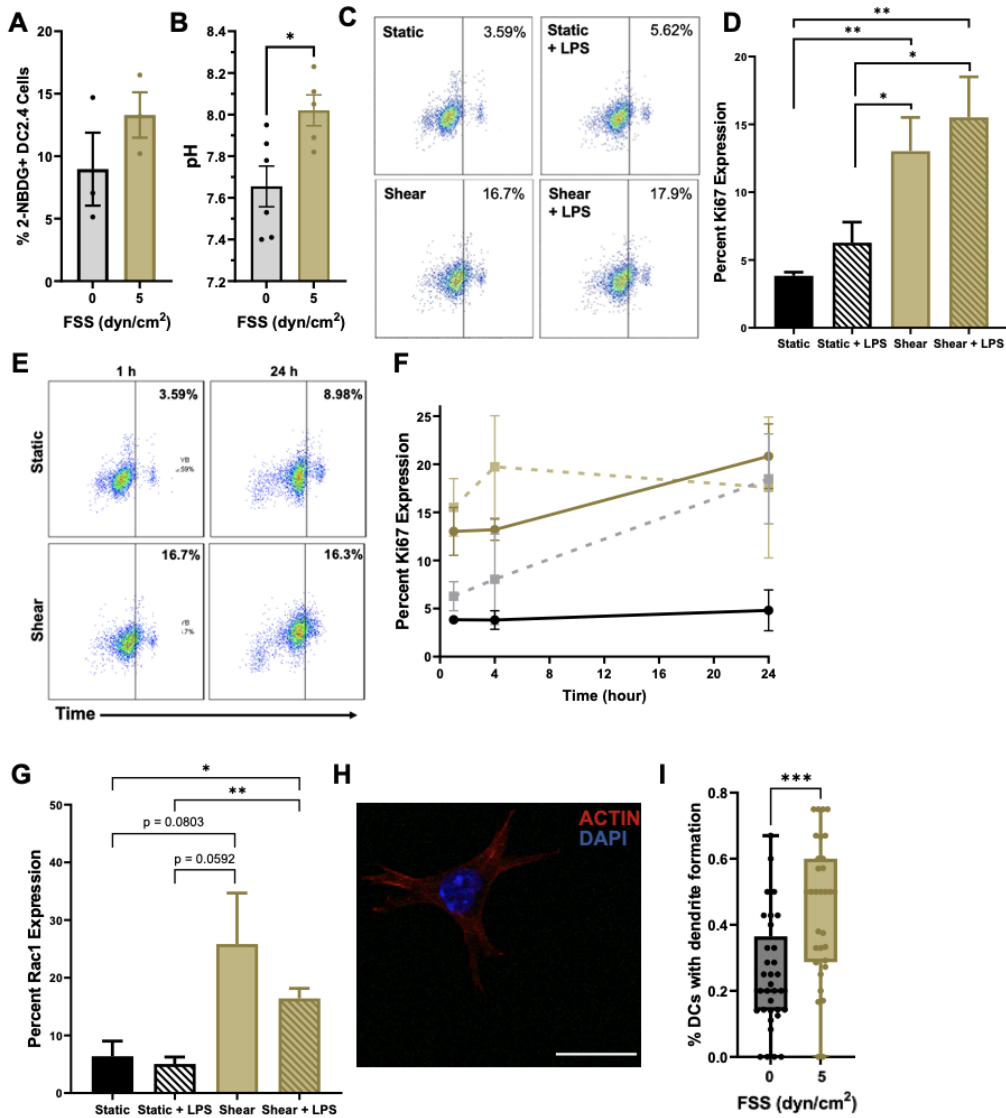 A
20
15
10
5
0
% 2-NBDG+ DC2.4 Cells
0 5
FSS (dyn/cm²)
B
*
8.4
8.2
8.0
7.8
7.6
7.4
7.2
pH
0 5
FSS (dyn/cm²)
C
Static 3.59%
Static + LPS 5.62%
Shear 16.7%
Shear + LPS 17.9%
D
**
**
*
*
20
15
10
5
0
Percent Ki67 Expression
Static Static + LPS Shear Shear + LPS
E
1 h 24 h
Static
3.59% 8.98%
Shear
16.7% 16.3%
Time
F
25
20
15
10
5
0
Percent Ki67 Expression
0 4 8 12 16 20 24
Time (hour)
G
*
**
p = 0.0803
p = 0.0592
50
40
30
20
10
0
Percent Rac1 Expression
Static Static + LPS Shear Shear + LPS
H
ACTIN
DAPI
I
***
0.8
0.6
0.4
0.2
0.0
% DCs with dendrite formation
0 5
FSS (dyn/cm²)